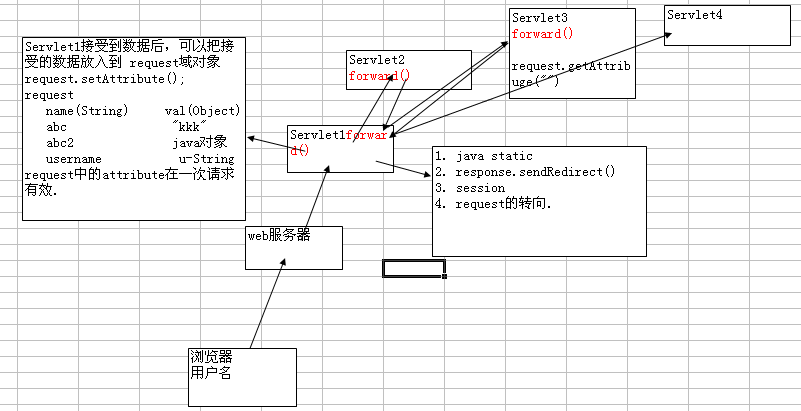 Servlet1接受到数据后，可以把接
受的数据放入到 request域对象
request.setAttribute();
request
name(String) val(Object)
abc "kkk"
abc2 java对象
username u-String
request中的attribute在一次请求
有效.
Servlet2
forward()
Servlet3
forward()
request.getAttrib
uge("")
Servlet4
Servlet1forwar
d()
1. java static
2. response.sendRedirect()
3. session
4. request的转向.
web服务器
浏览器
用户名